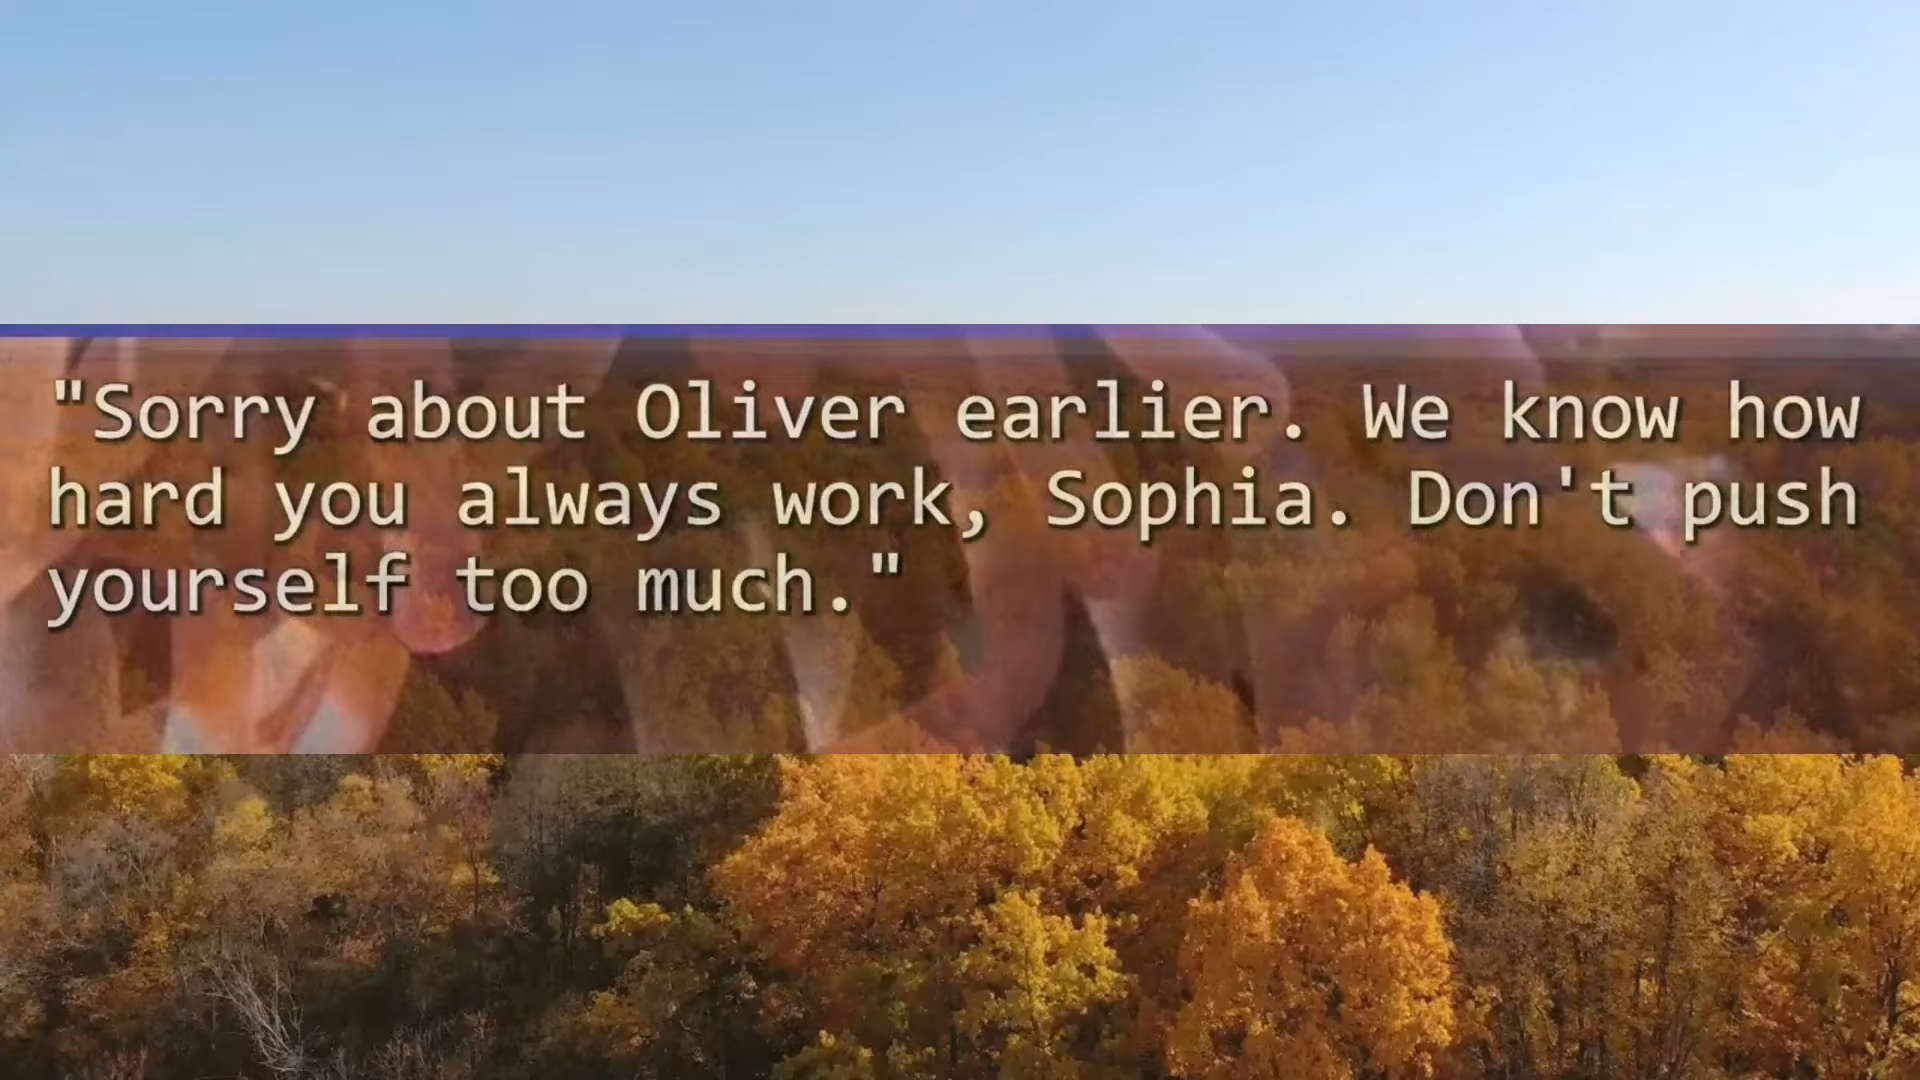 "Sorry about Oliver earlier. We know how
hard you always work, Sophia. Don't push
yourself too much."